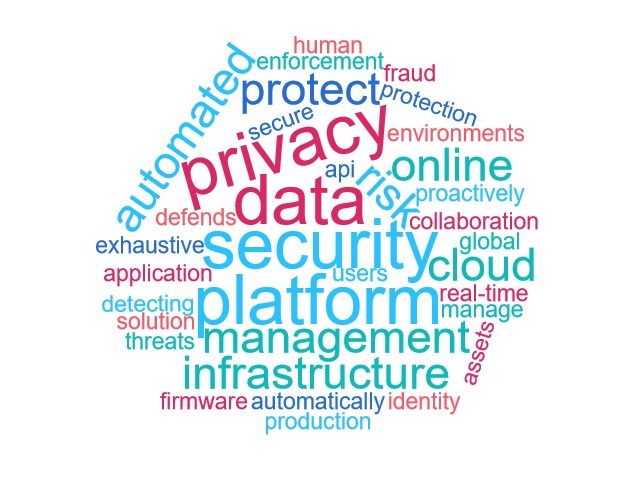 human
enforcement
fraud
automated
protect
protection
secure
privacy
environments
api
online
risk
proactively
data
defends
collaboration
exhaustive
security
global
application
users
cloud
detecting
platform
real-time
manage
solution
threats
management
assets
infrastructure
firmware
automatically
identity
production